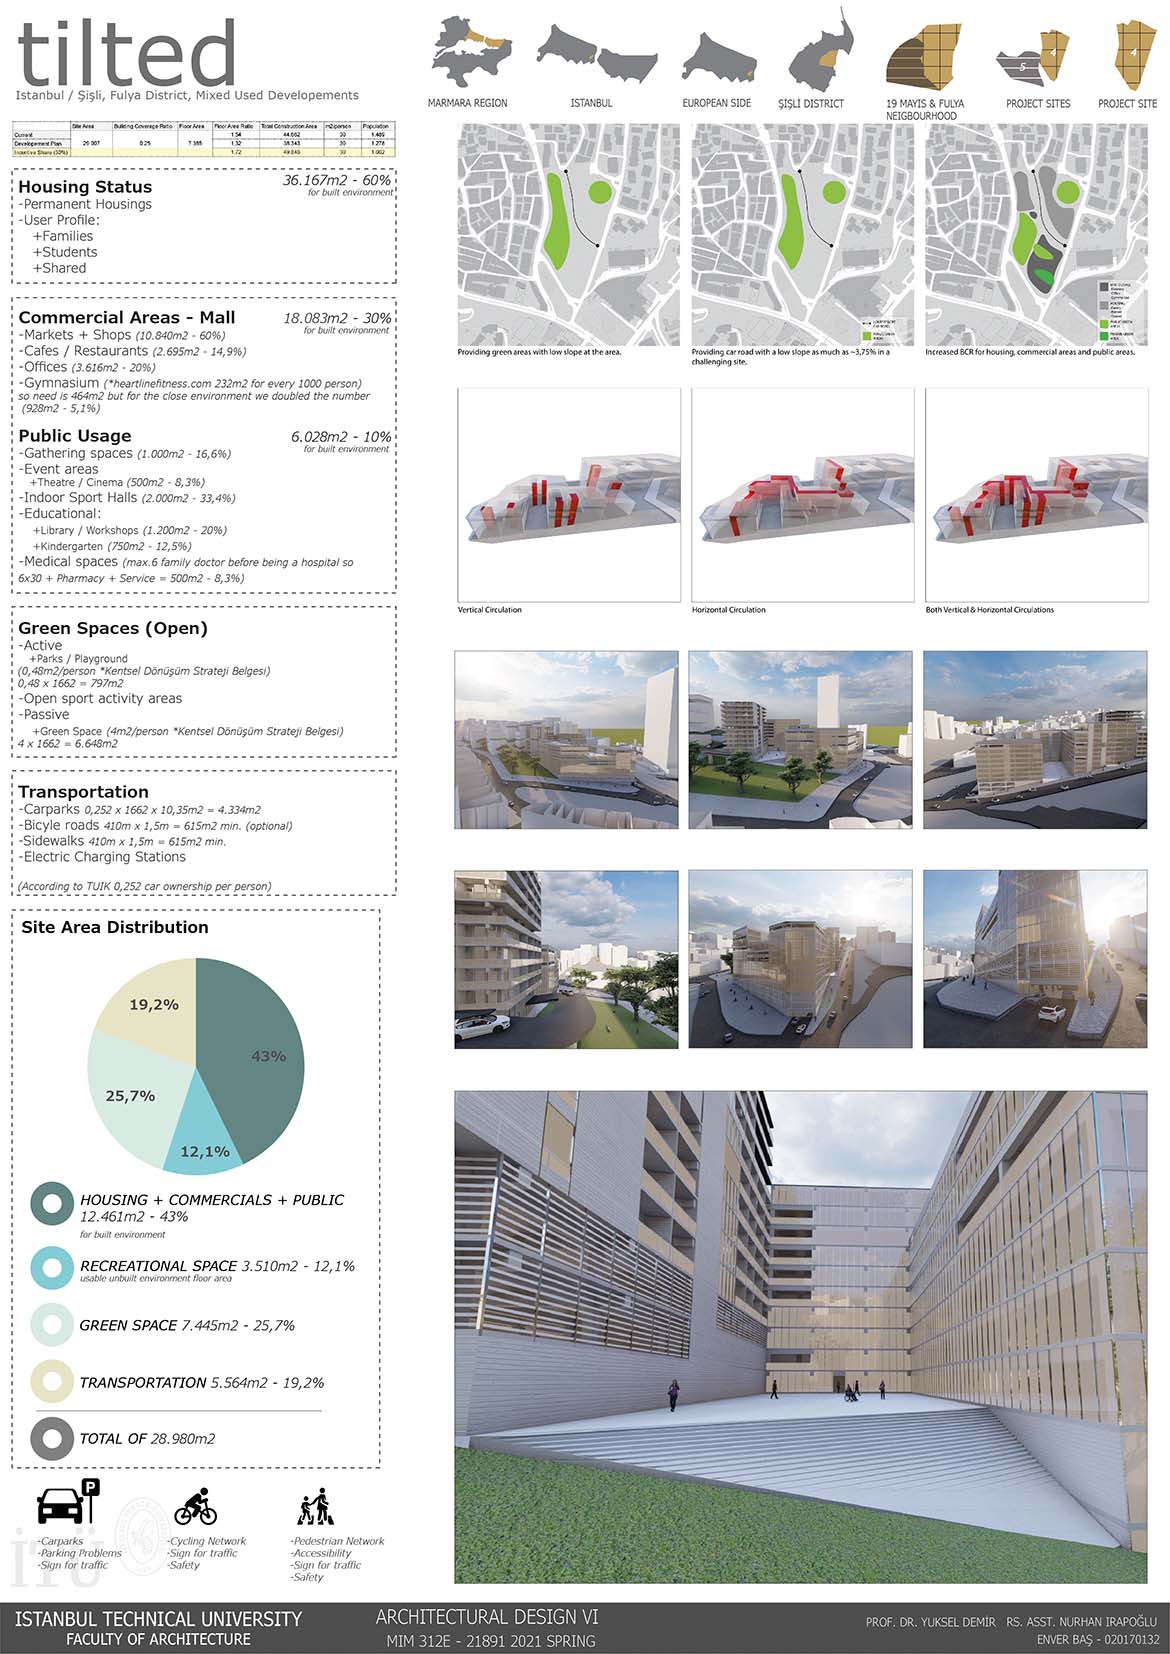 tilted
Istanbul / Şişli, Fulya District, Mixed Used Developements
Site Area Building Coverage Ratio Floor Area Floor Area Ratio Total Construction Area m2/person Population
Current 1.54 44.662 30 1.489
Developement Plan 29.007 0.25 7.355 1.32 38.343 30 1.278
Incentive Share (30%) 1.72 49.846 30 1.662
Housing Status 36.167m2 - 60%
for built environment
-Permanent Housings
-User Profile:
+Families
+Students
+Shared
Commercial Areas - Mall 18.083m2 - 30%
for built environment
-Markets + Shops (10.840m2 - 60%)
-Cafes / Restaurants (2.695m2 - 14,9%)
-Offices (3.616m2 - 20%)
-Gymnasium (*heartlinefitness.com 232m2 for every 1000 person)
so need is 464m2 but for the close environment we doubled the number
(928m2 - 5,1%)
Public Usage 6.028m2 - 10%
for built environment
-Gathering spaces (1.000m2 - 16,6%)
-Event areas
+Theatre / Cinema (500m2 - 8,3%)
-Indoor Sport Halls (2.000m2 - 33,4%)
-Educational:
+Library / Workshops (1.200m2 - 20%)
+Kindergarten (750m2 - 12,5%)
-Medical spaces (max.6 family doctor before being a hospital so
6x30 + Pharmacy + Service = 500m2 - 8,3%)
Green Spaces (Open)
-Active
+Parks / Playground
(0,48m2/person *Kentsel Dönüşüm Strateji Belgesi)
0,48 x 1662 = 797m2
-Open sport activity areas
-Passive
+Green Space (4m2/person *Kentsel Dönüşüm Strateji Belgesi)
4 x 1662 = 6.648m2
Transportation
-Carparks 0,252 x 1662 x 10,35m2 = 4.334m2
-Bicyle roads 410m x 1,5m = 615m2 min. (optional)
-Sidewalks 410m x 1,5m = 615m2 min.
-Electric Charging Stations
(According to TUIK 0,252 car ownership per person)
Site Area Distribution
19,2%
43%
25,7%
12,1%
HOUSING + COMMERCIALS + PUBLIC
12.461m2 - 43%
for built environment
RECREATIONAL SPACE 3.510m2 - 12,1%
usable unbuilt environment floor area
GREEN SPACE 7.445m2 - 25,7%
TRANSPORTATION 5.564m2 - 19,2%
TOTAL OF 28.980m2
P
-Carparks
-Parking Problems
-Sign for traffic
-Cycling Network
-Sign for traffic
-Safety
-Pedestrian Network
-Accessibility
-Sign for traffic
-Safety
İTÜ
MARMARA REGION
ISTANBUL
EUROPEAN SIDE
ŞİŞLİ DISTRICT
19 MAYIS & FULYA
NEIGBOURHOOD
5
4
PROJECT SITES
4
PROJECT SITE
Providing green areas with low slope at the area.
Providing car road with a low slope as much as ~3,75% in a
challenging site.
Increased BCR for housing, commercial areas and public areas.
Vertical Circulation
Horizontal Circulation
Both Vertical & Horizontal Circulations
ISTANBUL TECHNICAL UNIVERSITY
FACULTY OF ARCHITECTURE
ARCHITECTURAL DESIGN VI
MIM 312E - 21891 2021 SPRING
PROF. DR. YUKSEL DEMİR RS. ASST. NURHAN IRAPOĞLU
ENVER BAŞ - 020170132